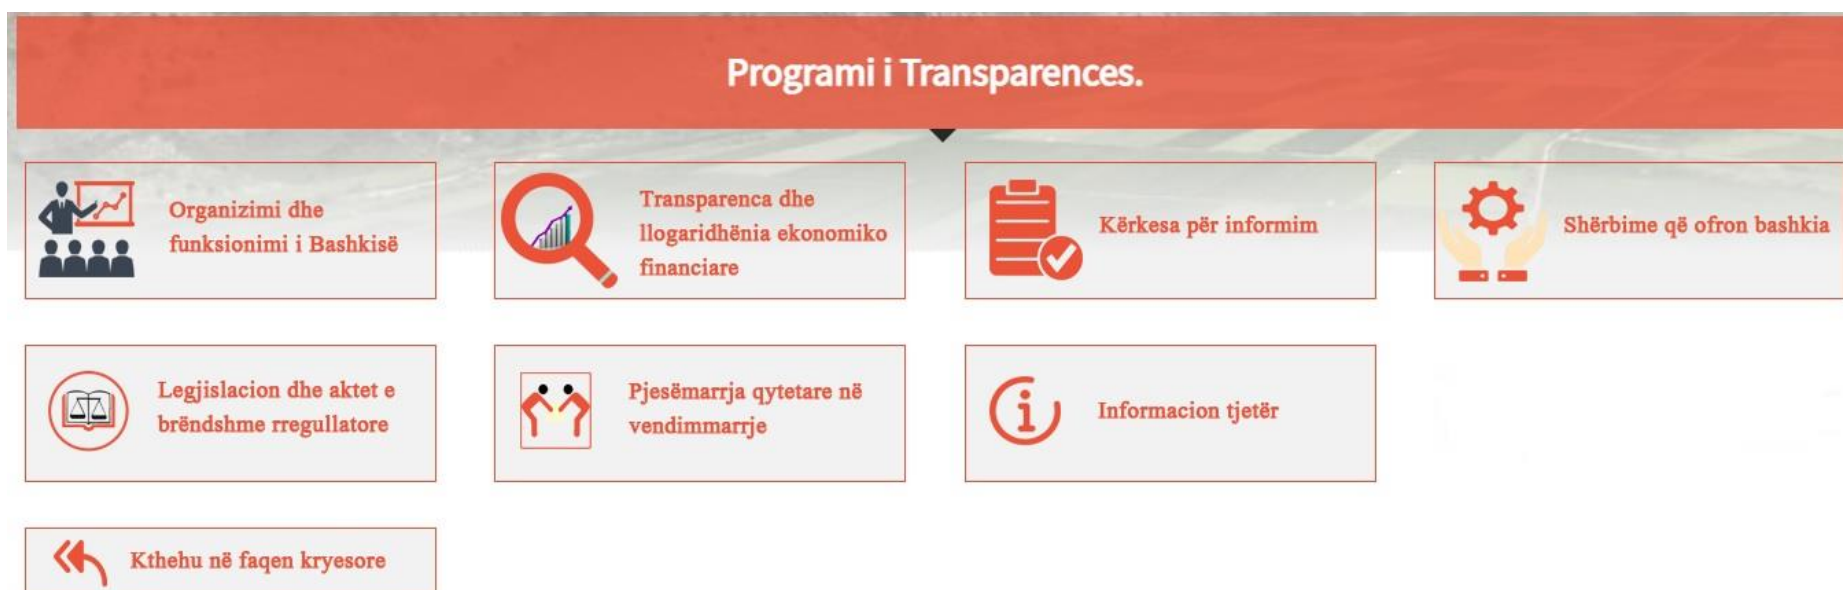 Programi i Transparences.
Organizimi dhe
funksionimi i Bashkisë
Transparenca dhe
llogaridhënia ekonomiko
financiare
Kërkesa për informim
Shërbime që ofron bashkia
Legjislacion dhe aktet e
brëndshme rregullatore
Pjesëmarrja qytetare në
vendimmarrje
Informacion tjetër
Kthehu në faqen kryesore